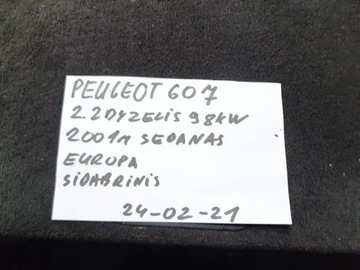 PEUGEOT 607
2.2DYZELIS 98KW
2001m SEDANAS
EUROPA
SIDABRINIS
24-02-21